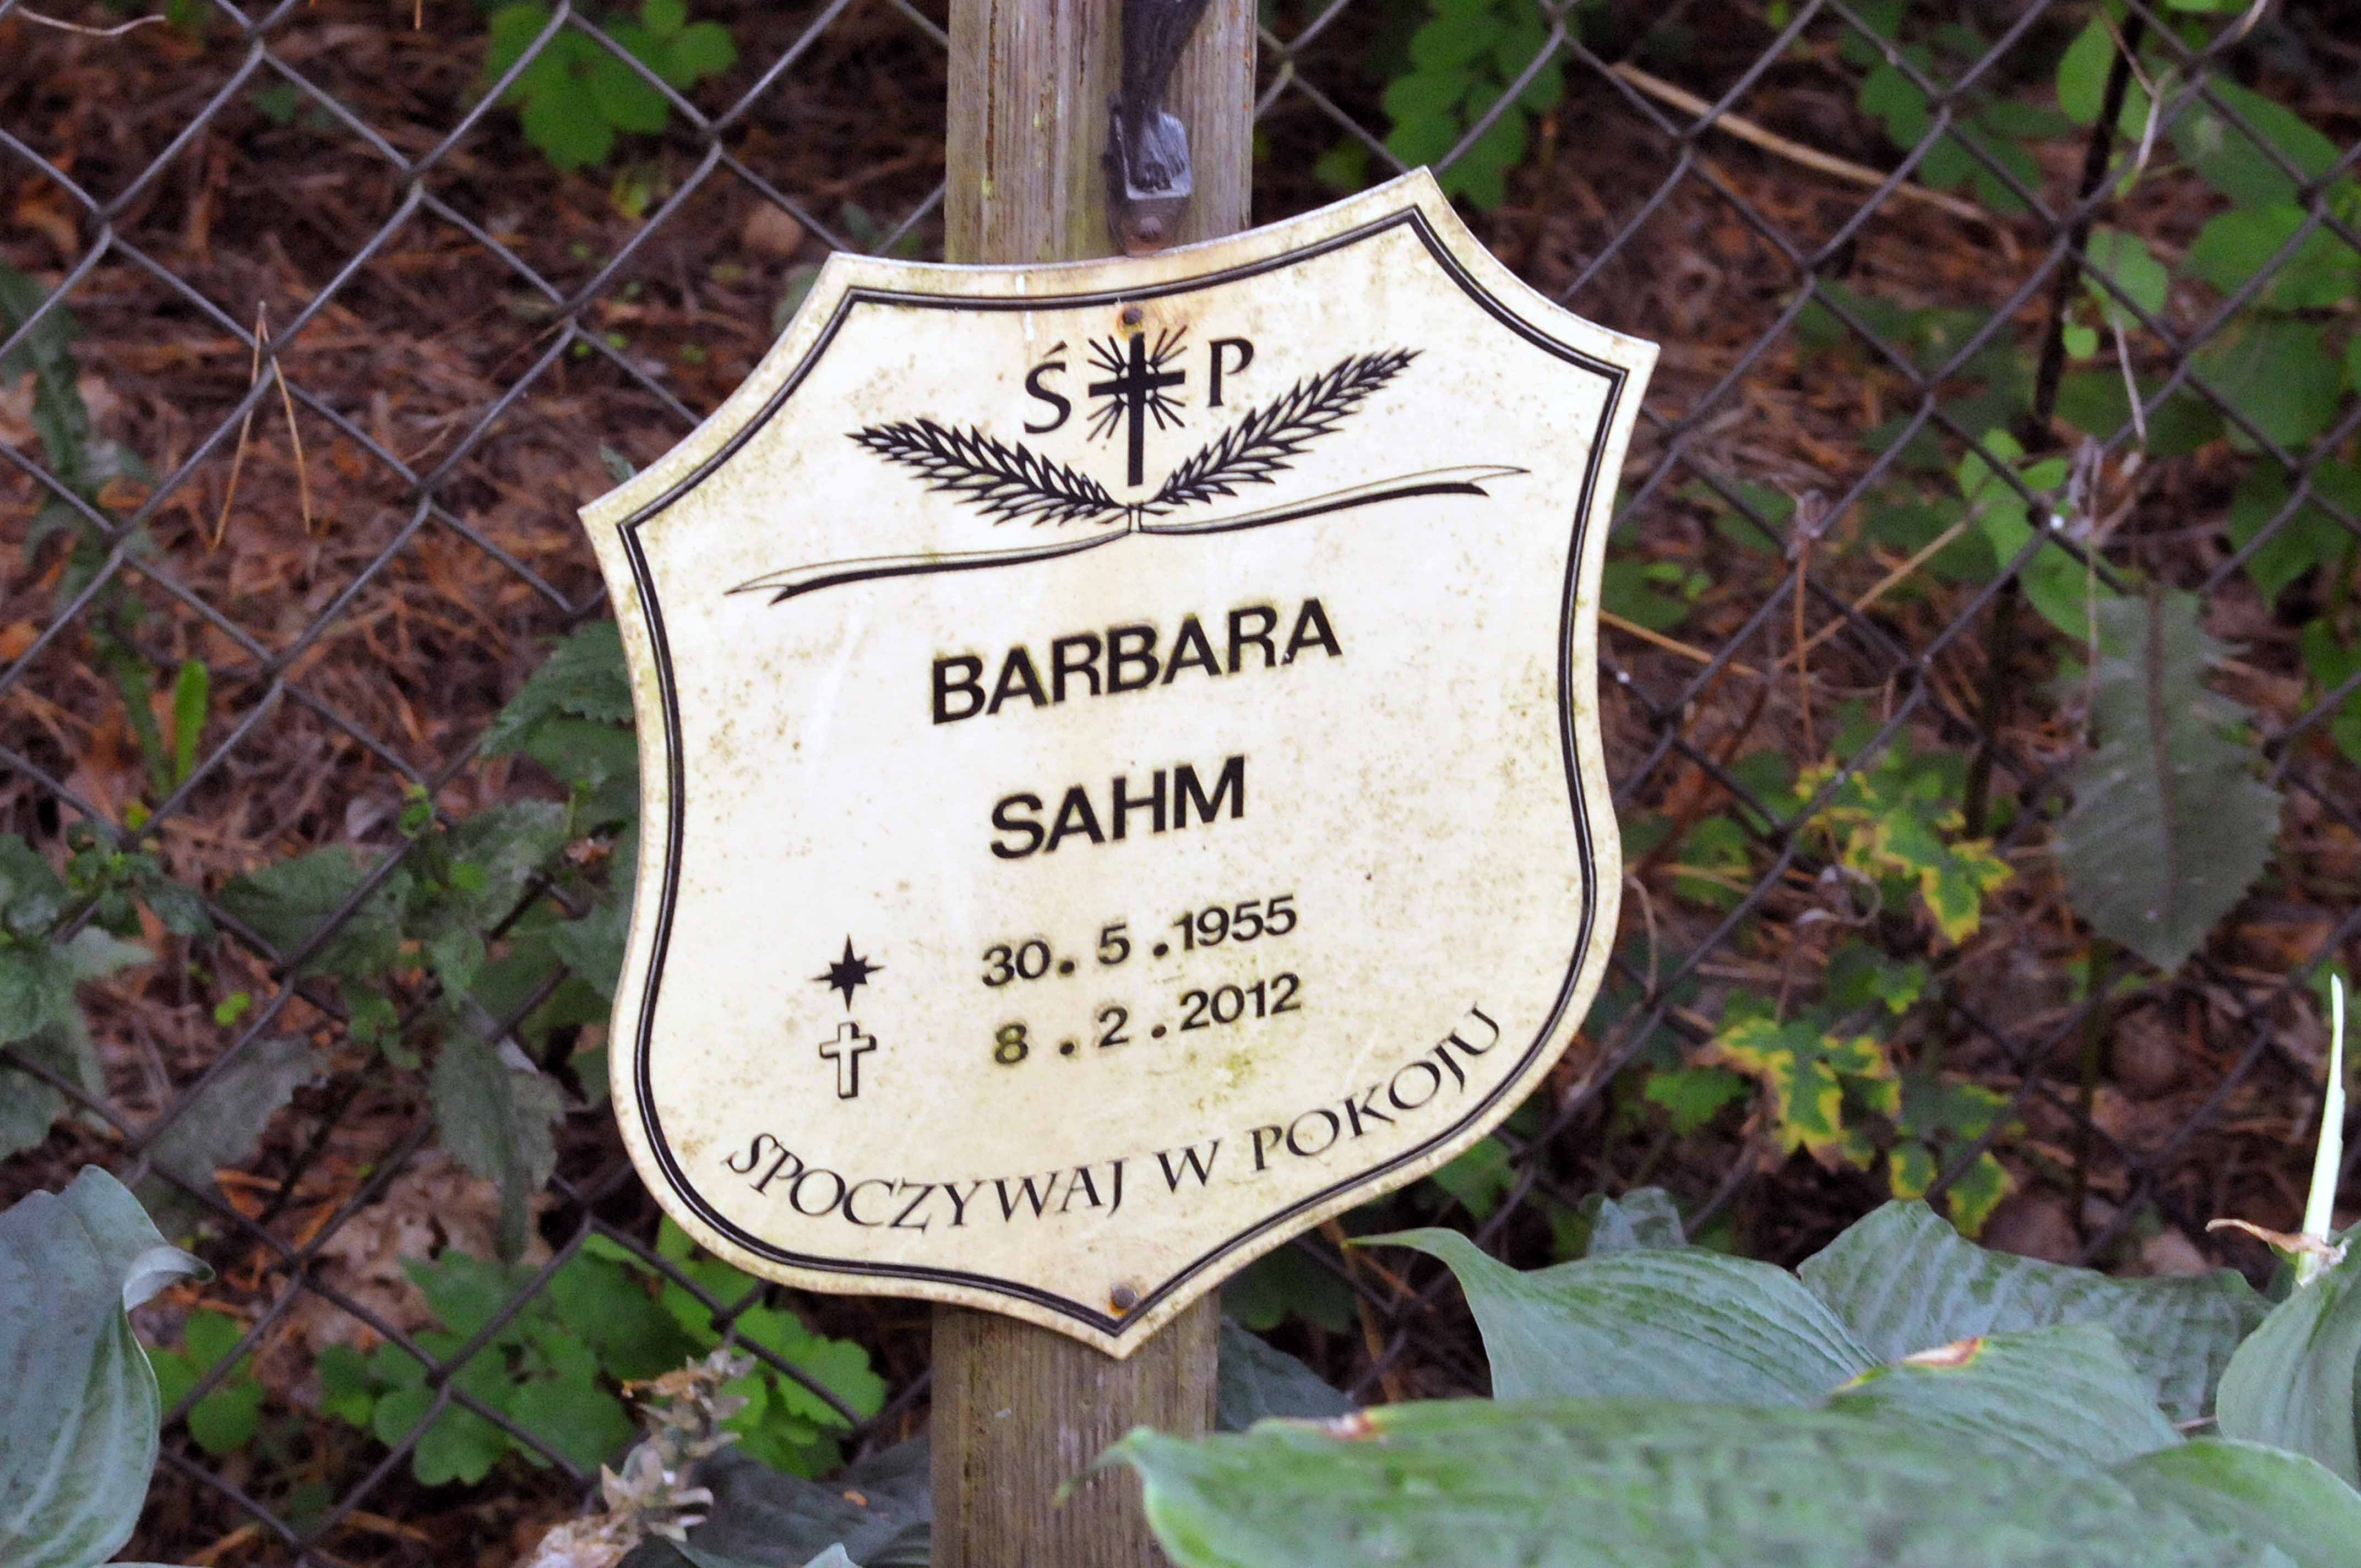 Ś P
BARBARA
SAHM
30. 5 .1955
8 . 2 .2012
SPOCZYWAJ W POKOJU